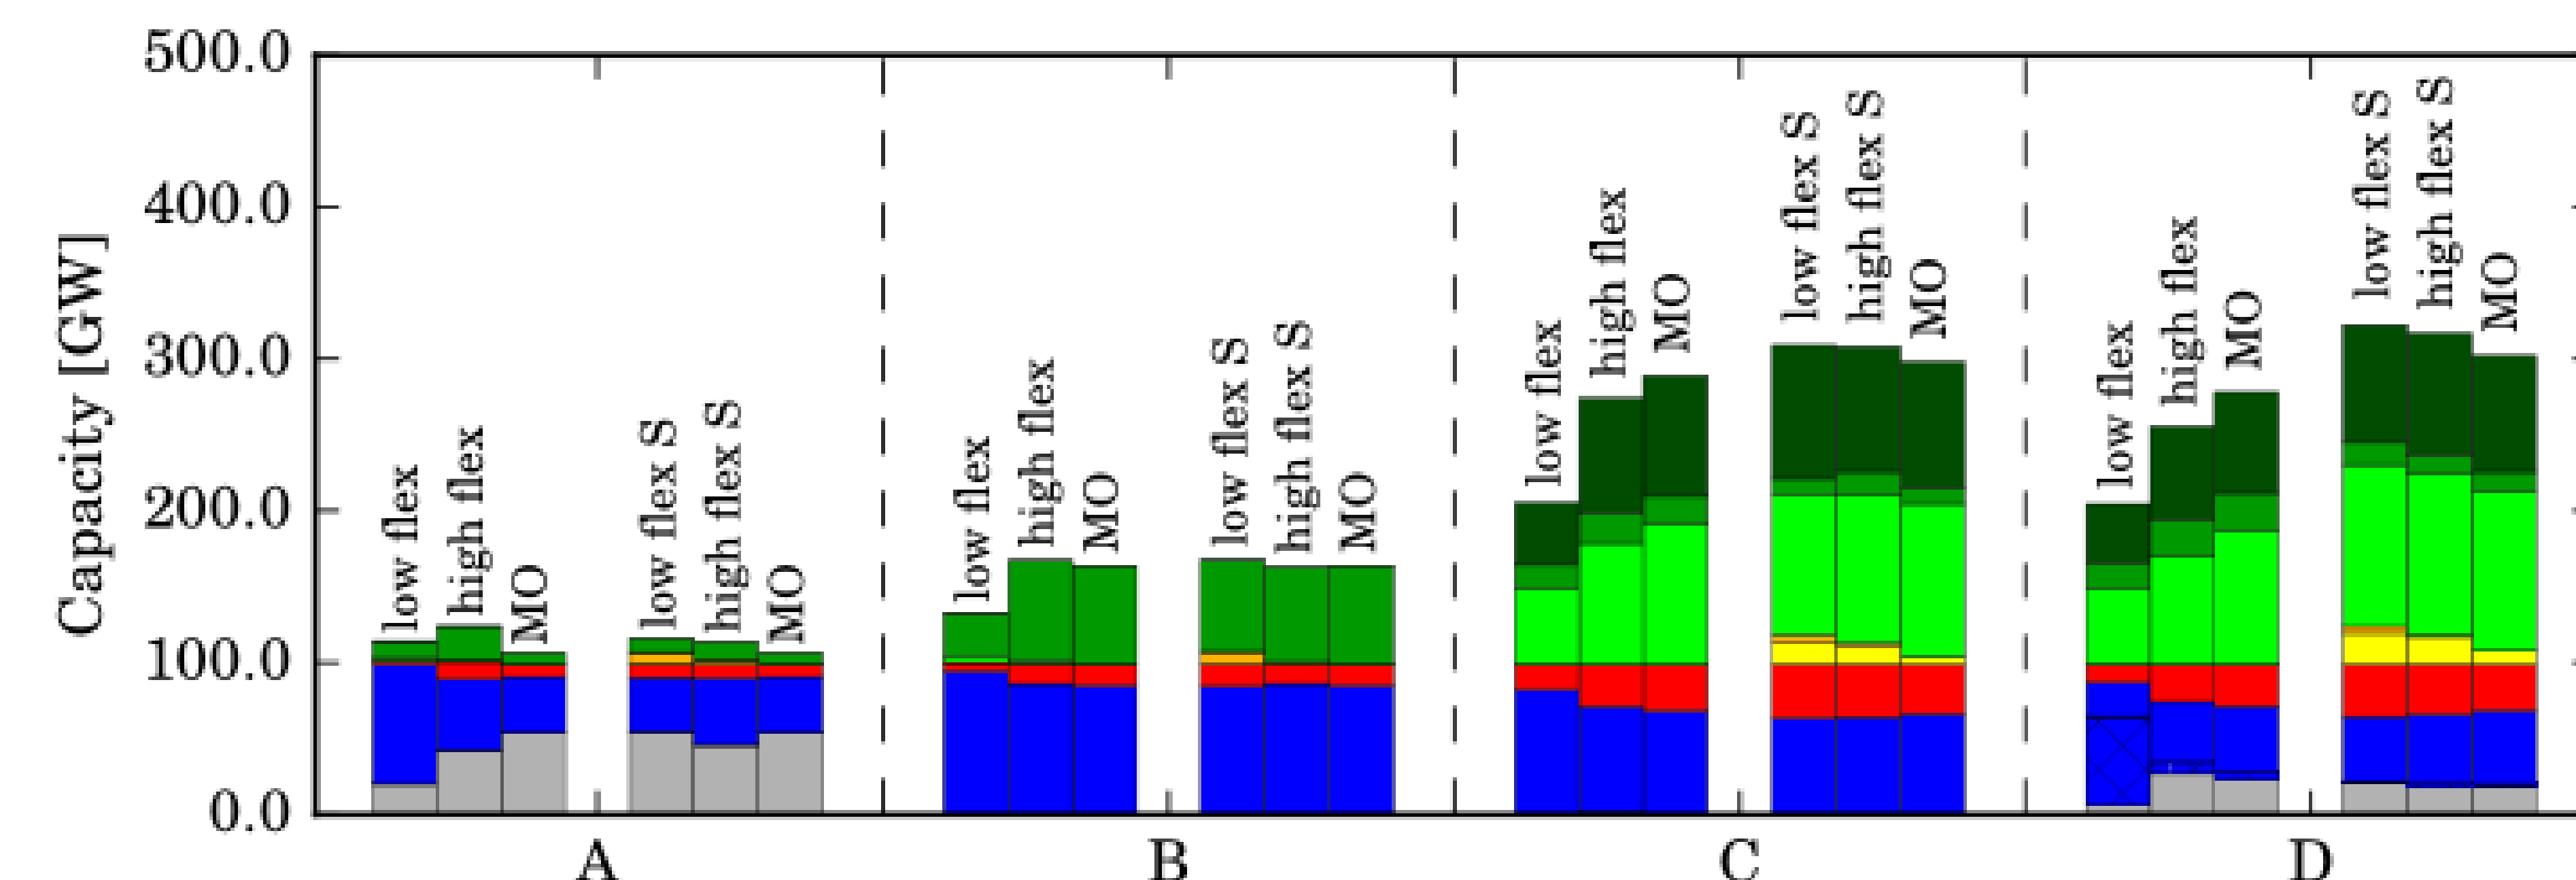 500.0
400.0
300.0
200.0
100.0
0.0
Capacity [GW]
low flex
high flex
MO
low flex S
high flex S
MO
low flex
high flex
MO
low flex S
high flex S
MO
low flex
high flex
MO
low flex S
high flex S
MO
low flex
high flex
MO
low flex S
high flex S
MO
A
B
C
D